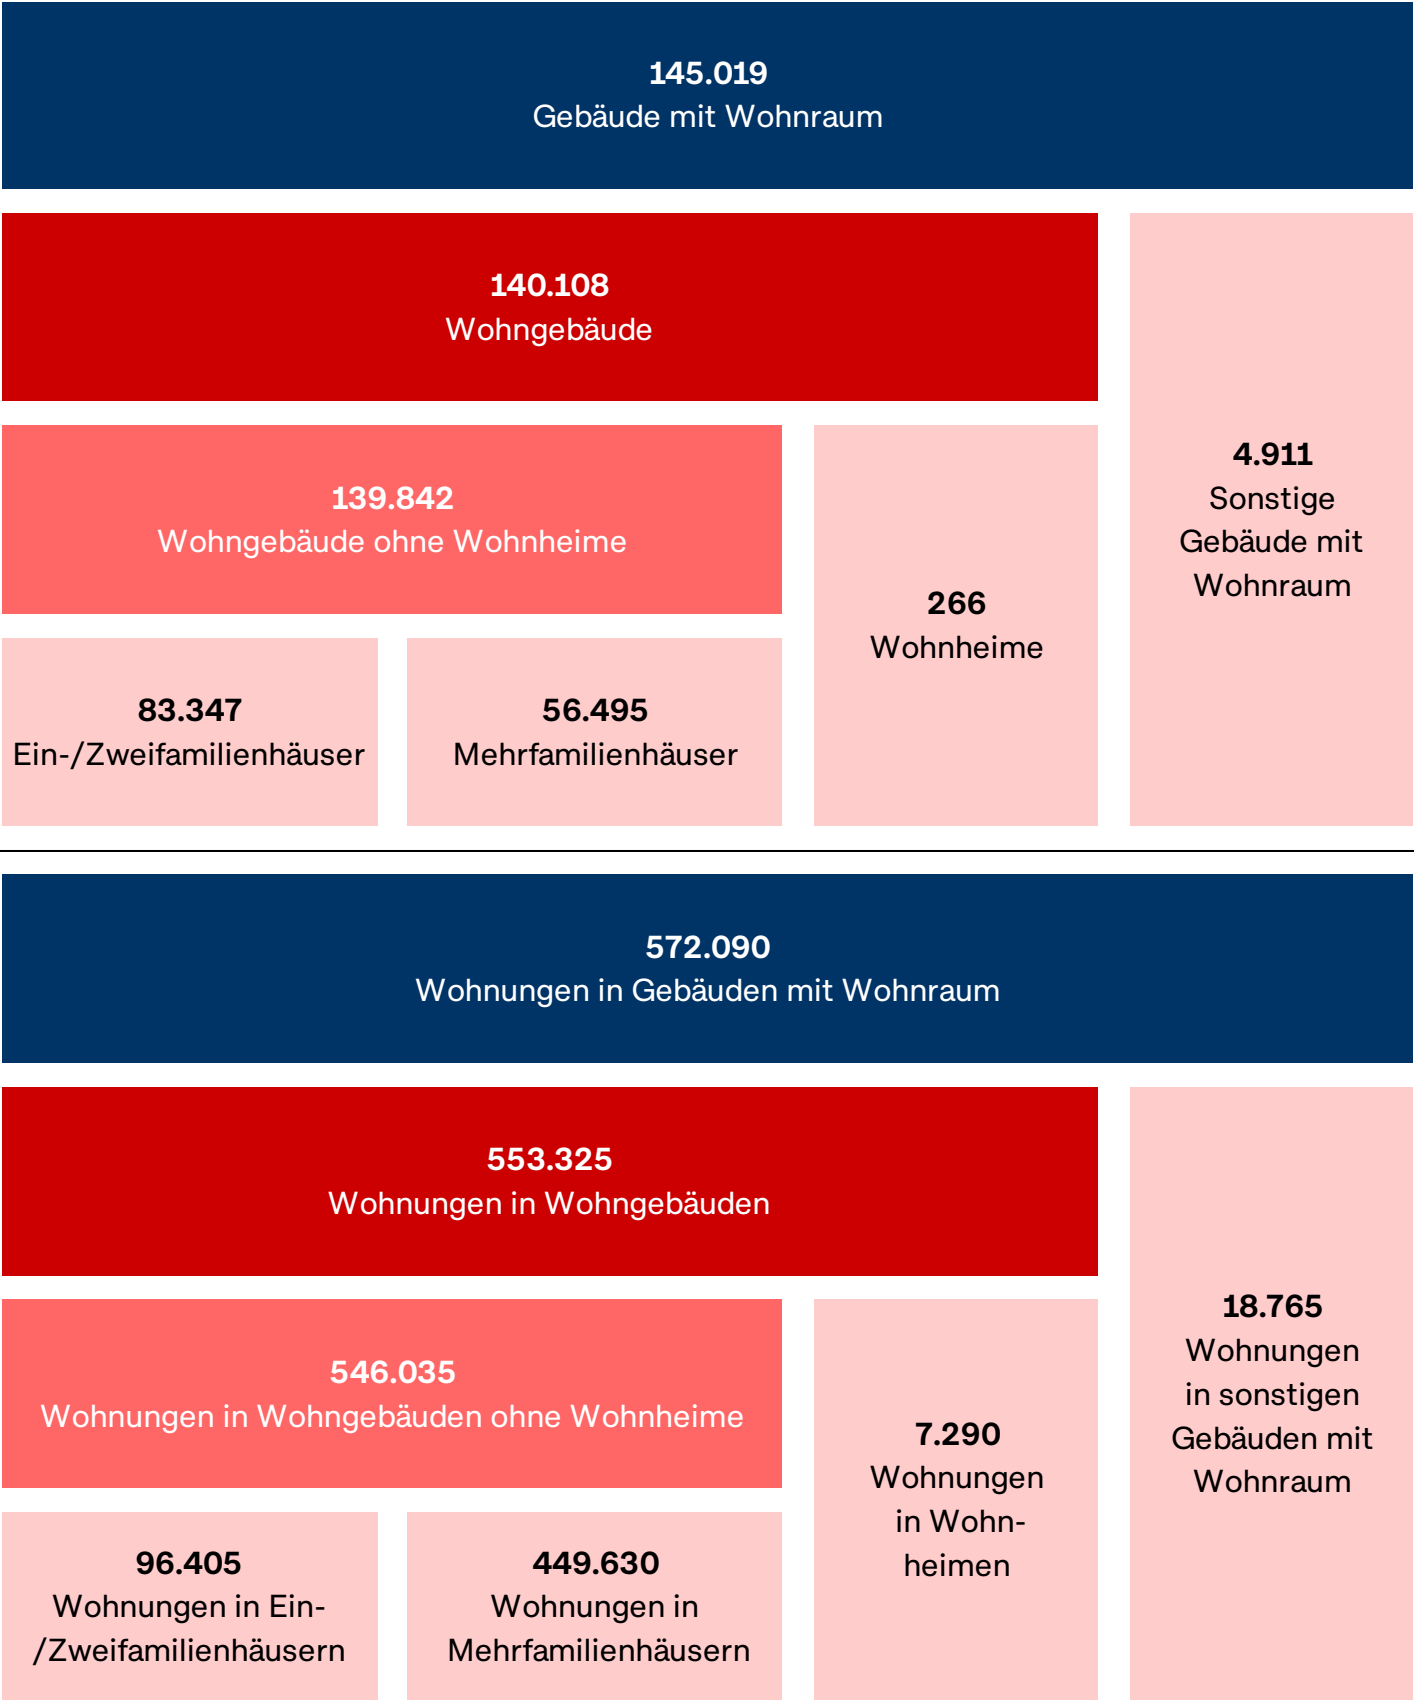 145.019
Gebäude mit Wohnraum
140.108
Wohngebäude
4.911
Sonstige
Gebäude mit
Wohnraum
139.842
Wohngebäude ohne Wohnheime
266
Wohnheime
83.347
Ein-/Zweifamilienhäuser
56.495
Mehrfamilienhäuser
572.090
Wohnungen in Gebäuden mit Wohnraum
553.325
Wohnungen in Wohngebäuden
18.765
Wohnungen
in sonstigen
Gebäuden mit
Wohnraum
546.035
Wohnungen in Wohngebäuden ohne Wohnheime
7.290
Wohnungen
in Wohn-
heimen
96.405
Wohnungen in Ein-
/Zweifamilienhäusern
449.630
Wohnungen in
Mehrfamilienhäusern